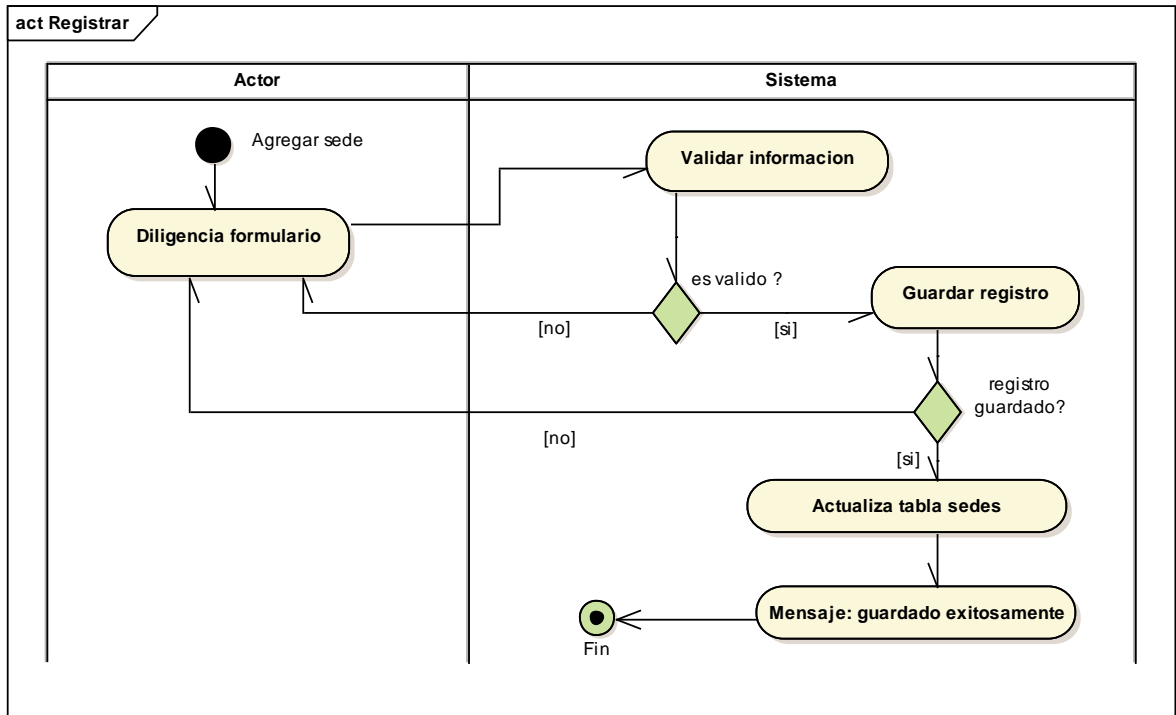 act Registrar
Actor
Sistema
Agregar sede
Validar informacion
Diligencia formulario
es valido ?
Guardar registro
[no]
[si]
registro
guardado?
[no]
[si]
Actualiza tabla sedes
Mensaje: guardado exitosamente
Fin